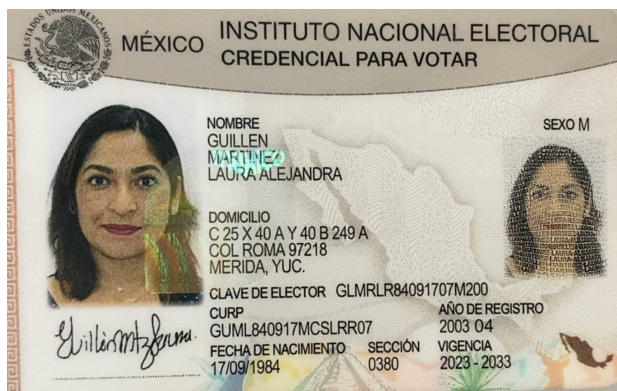 ESTADOS UNIDOS MEXICANOS
MÉXICO
INSTITUTO NACIONAL ELECTORAL
CREDENCIAL PARA VOTAR
NOMBRE
GUILLEN
MARTINEZ
LAURA ALEJANDRA
SEXO M
DOMICILIO
C 25 X 40 A Y 40 B 249 A
COL ROMA 97218
MERIDA, YUC.
CLAVE DE ELECTOR GLMRLR84091707M200
CURP
GUML840917MCSLRR07
AÑO DE REGISTRO
2003 04
FECHA DE NACIMIENTO
17/09/1984
SECCIÓN
0380
VIGENCIA
2023 - 2033